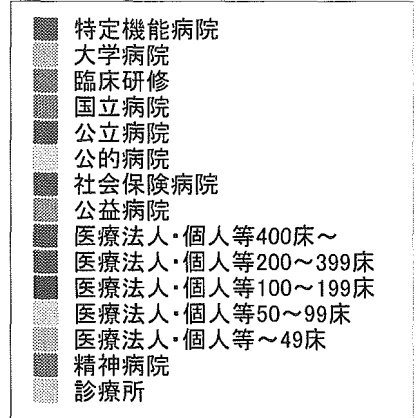 特定機能病院
大学病院
臨床研修
国立病院
公立病院
公的病院
社会保険病院
公益病院
医療法人・個人等400床～
医療法人・個人等200～399床
医療法人・個人等100～199床
医療法人・個人等50～99床
医療法人・個人等～49床
精神病院
診療所